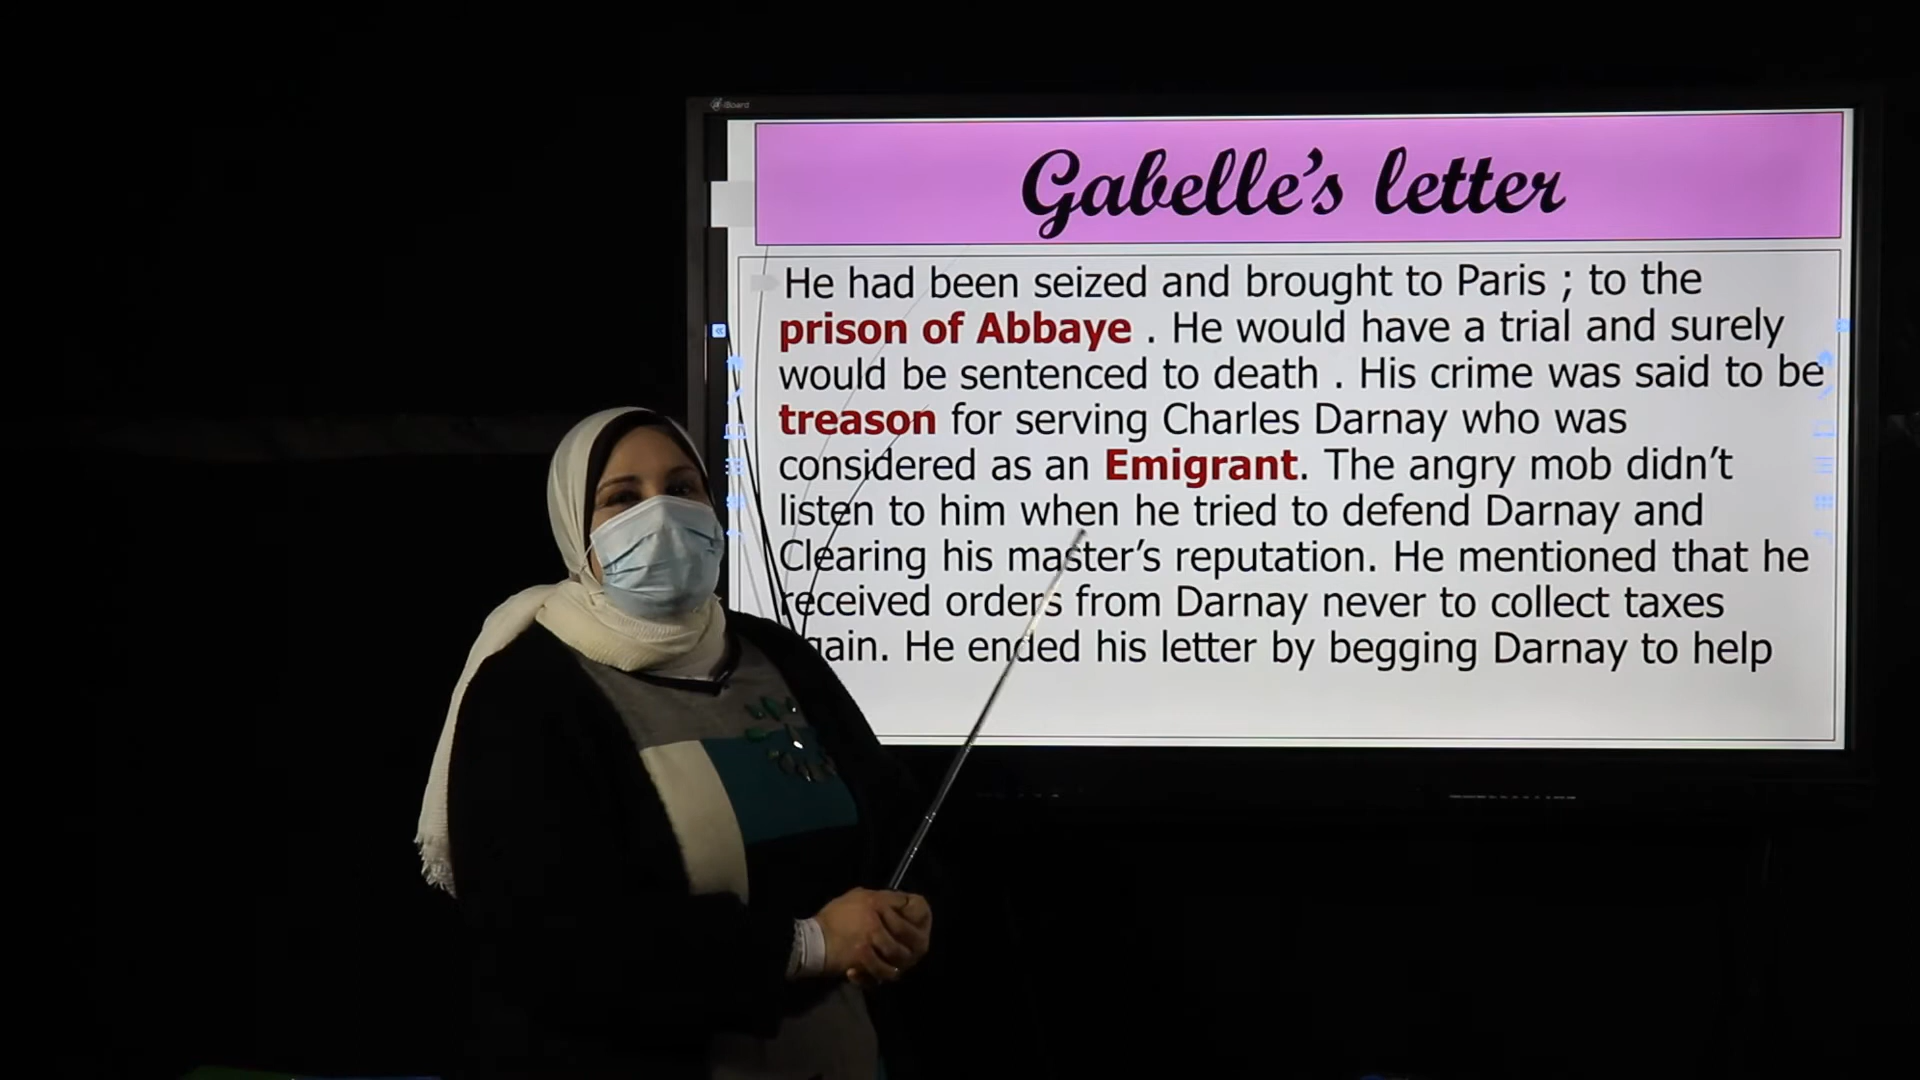 iBoard
Gabelle's letter
He had been seized and brought to Paris ; to the
prison of Abbaye . He would have a trial and surely
would be sentenced to death . His crime was said to be
treason for serving Charles Darnay who was
considered as an Emigrant. The angry mob didn't
listen to him when he tried to defend Darnay and
Clearing his master's reputation. He mentioned that he
received orders from Darnay never to collect taxes
again. He ended his letter by begging Darnay to help